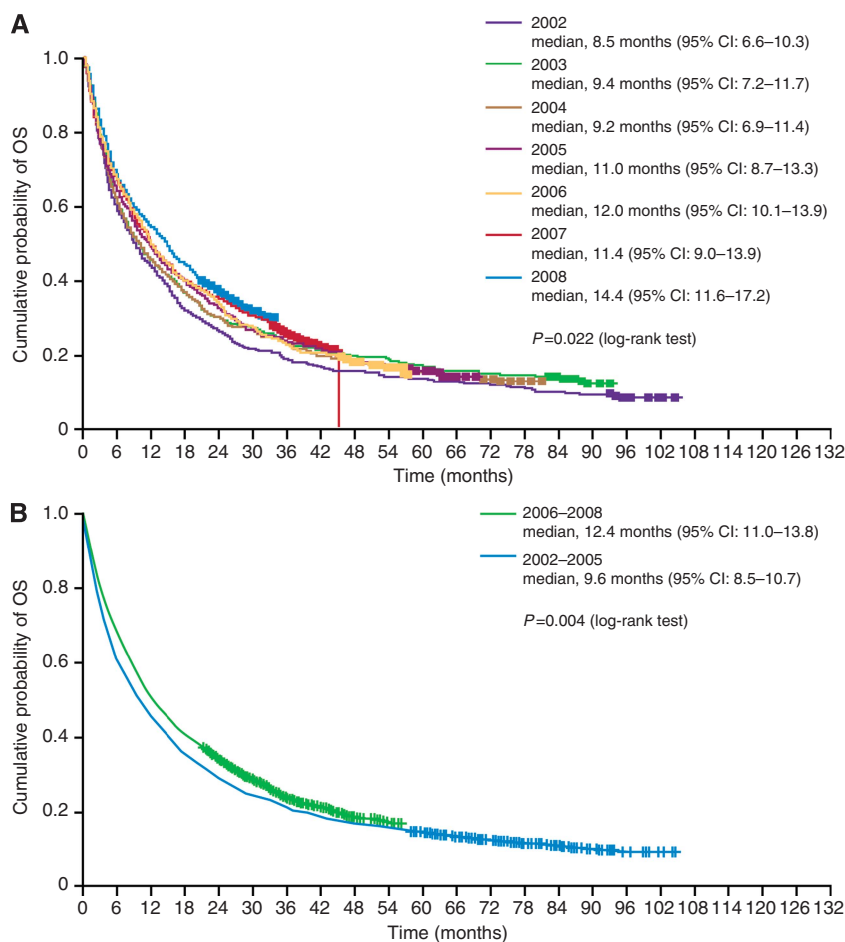 A
Cumulative probability of OS
1.0
0.8
0.6
0.4
0.2
0
0 6 12 18 24 30 36 42 48 54 60 66 72 78 84 90 96 102 108 114 120 126 132
Time (months)
2002
median, 8.5 months (95% CI: 6.6–10.3)
2003
median, 9.4 months (95% CI: 7.2–11.7)
2004
median, 9.2 months (95% CI: 6.9–11.4)
2005
median, 11.0 months (95% CI: 8.7–13.3)
2006
median, 12.0 months (95% CI: 10.1–13.9)
2007
median, 11.4 (95% CI: 9.0–13.9)
2008
median, 14.4 (95% CI: 11.6–17.2)
P=0.022 (log-rank test)
B
Cumulative probability of OS
1.0
0.8
0.6
0.4
0.2
0
0 6 12 18 24 30 36 42 48 54 60 66 72 78 84 90 96 102 108 114 120 126 132
Time (months)
2006–2008
median, 12.4 months (95% CI: 11.0–13.8)
2002–2005
median, 9.6 months (95% CI: 8.5–10.7)
P=0.004 (log-rank test)